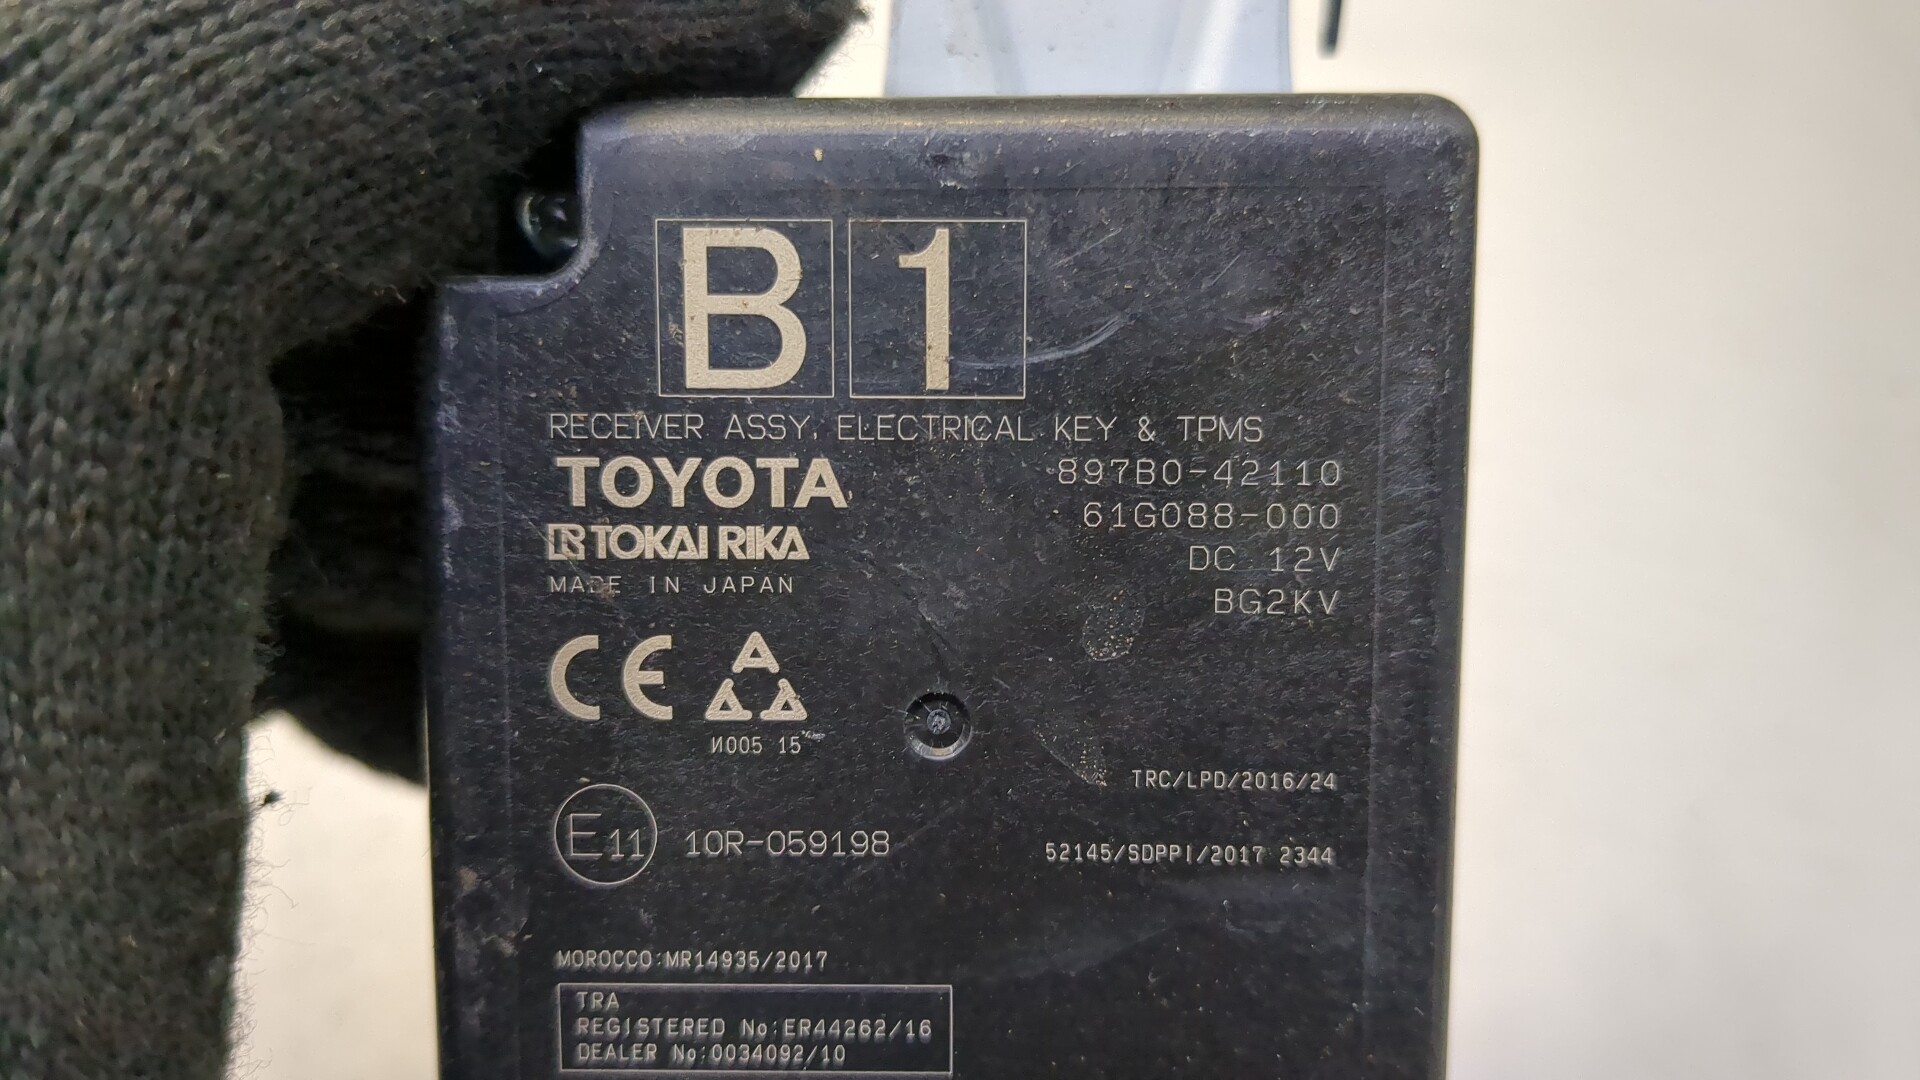 B 1
RECEIVER ASSY, ELECTRICAL KEY & TPMS
TOYOTA 897B0-42110
TOKAI RIKA 61G088-000
MADE IN JAPAN DC 12V
BG2KV
CE
И005 15
TRC/LPD/2016/24
E11 10R-059198
52145/SDPPI/2017 2344
MOROCCO:MR14935/2017
TRA
REGISTERED No:ER44262/16
DEALER No:0034092/10